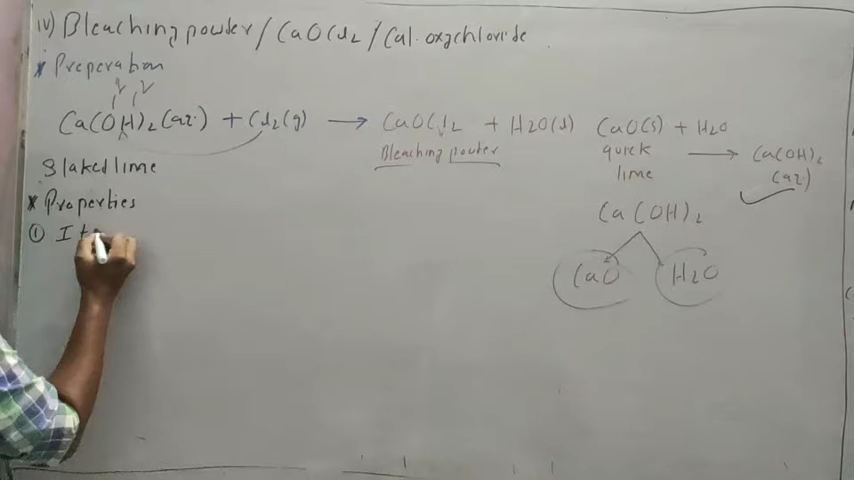 iv) Bleaching powder / CaOCl2 / Cal. oxychloride
* Preperation
Ca(OH)2 (aq.) + Cl2(g) → CaOCl2 + H2O(l)
Bleaching powder
Slaked lime
CaO(s) + H2O
quick lime → Ca(OH)2 (aq.)
Ca(OH)2
CaO H2O
* Properties
① It